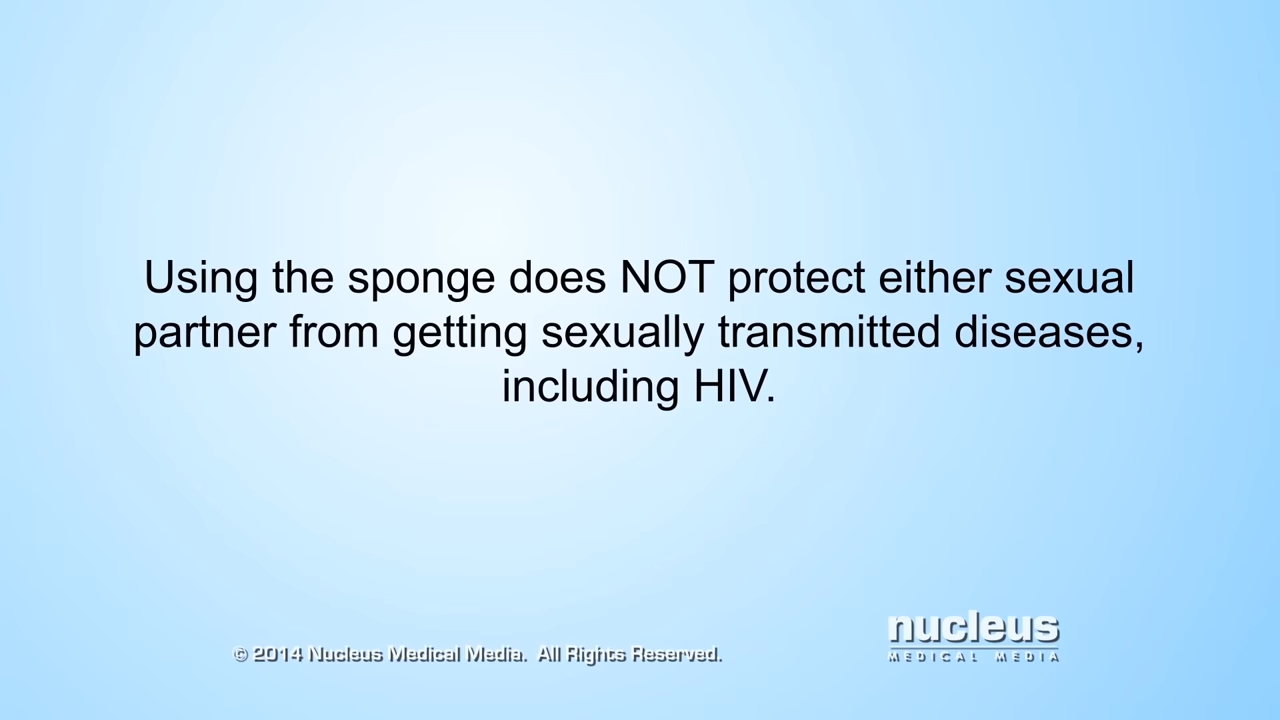 Using the sponge does NOT protect either sexual
partner from getting sexually transmitted diseases,
including HIV.
nucleus
MEDICAL MEDIA
© 2014 Nucleus Medical Media. All Rights Reserved.